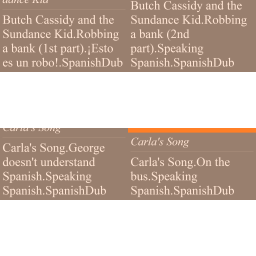 dance Kid
Butch Cassidy and the
Sundance Kid.Robbing
a bank (1st part).¡Esto
es un robo!.SpanishDub
Butch Cassidy and the
Sundance Kid.Robbing
a bank (2nd
part).Speaking
Spanish.SpanishDub
Carla's Song
Carla's Song.George
doesn't understand
Spanish.Speaking
Spanish.SpanishDub
Carla's Song
Carla's Song.On the
bus.Speaking
Spanish.SpanishDub